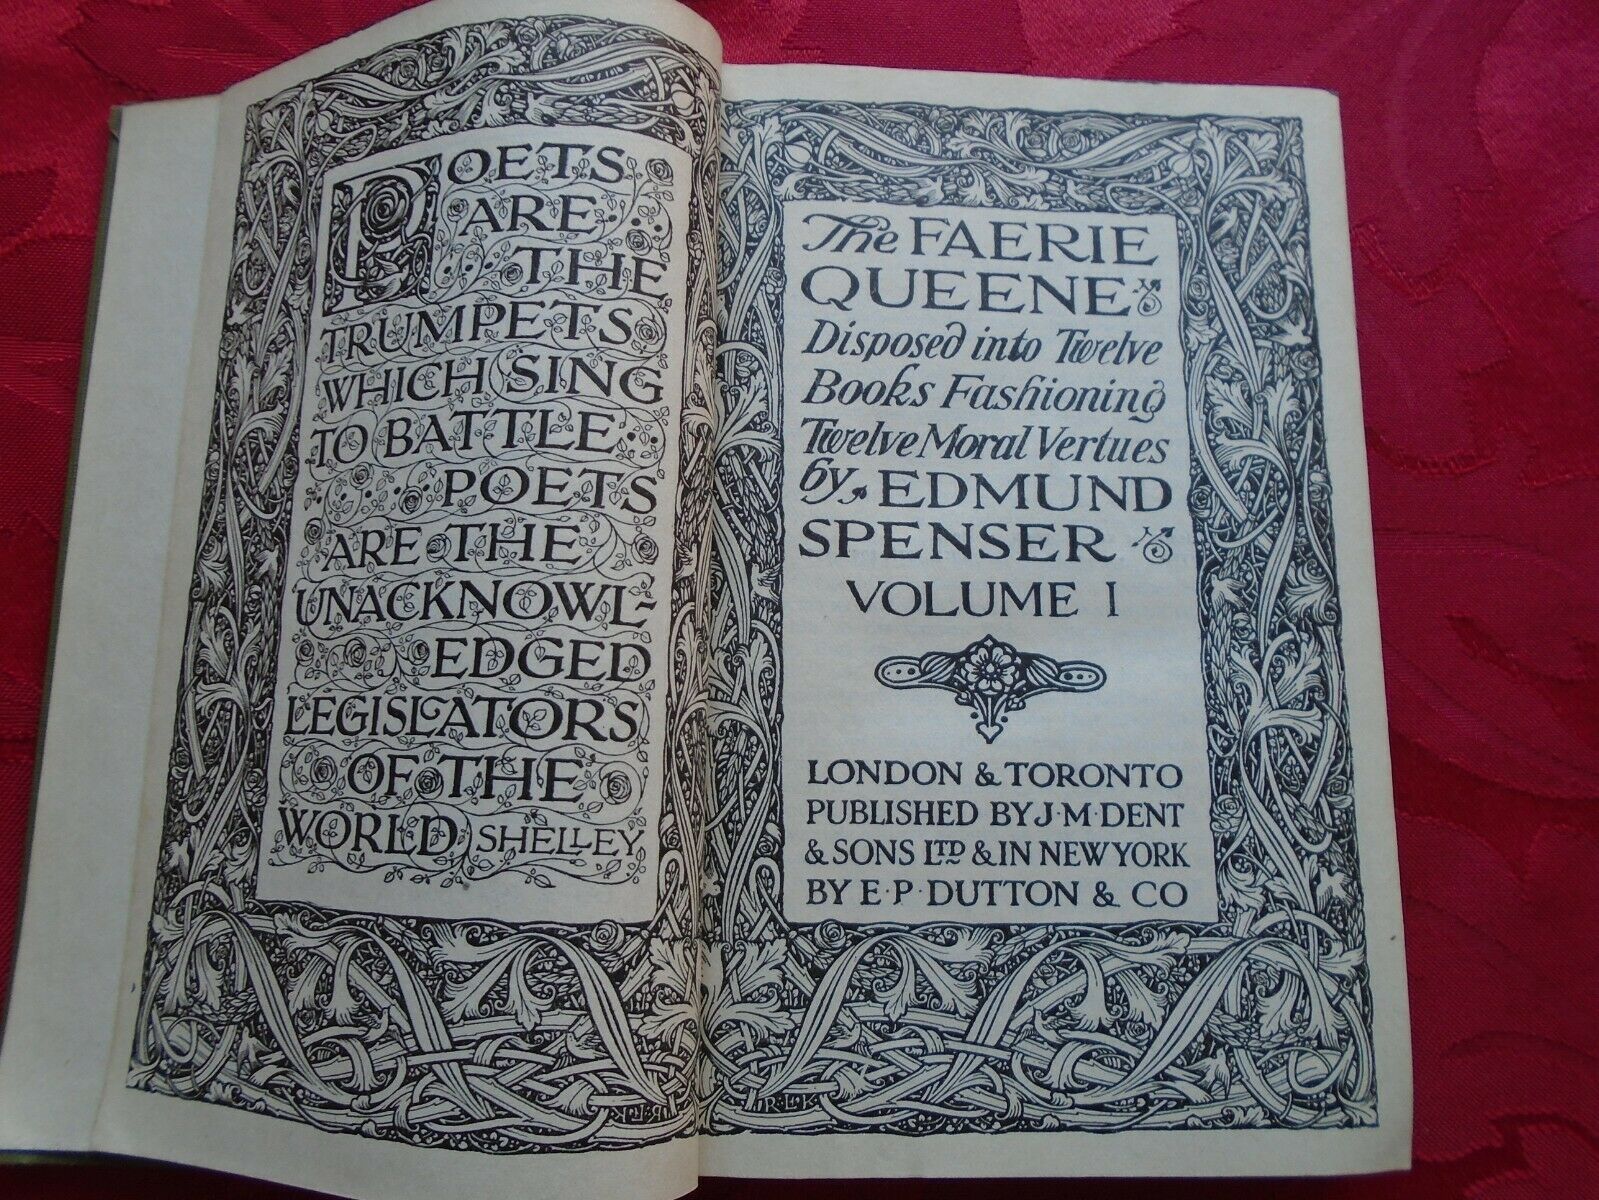 POETS
ARE
THE
TRUMPETS
WHICH SING
TO BATTLE
POETS
ARE THE
UNACKNOWL-
EDGED
LEGISLATORS
OF THE
WORLD SHELLEY
The FAERIE
QUEENE
Disposed into Twelve
Books Fashioning
Twelve Moral Vertues
by EDMUND
SPENSER
VOLUME I
LONDON & TORONTO
PUBLISHED BY J·M·DENT
& SONS LTD & IN NEW YORK
BY E·P·DUTTON & CO
R·L·K